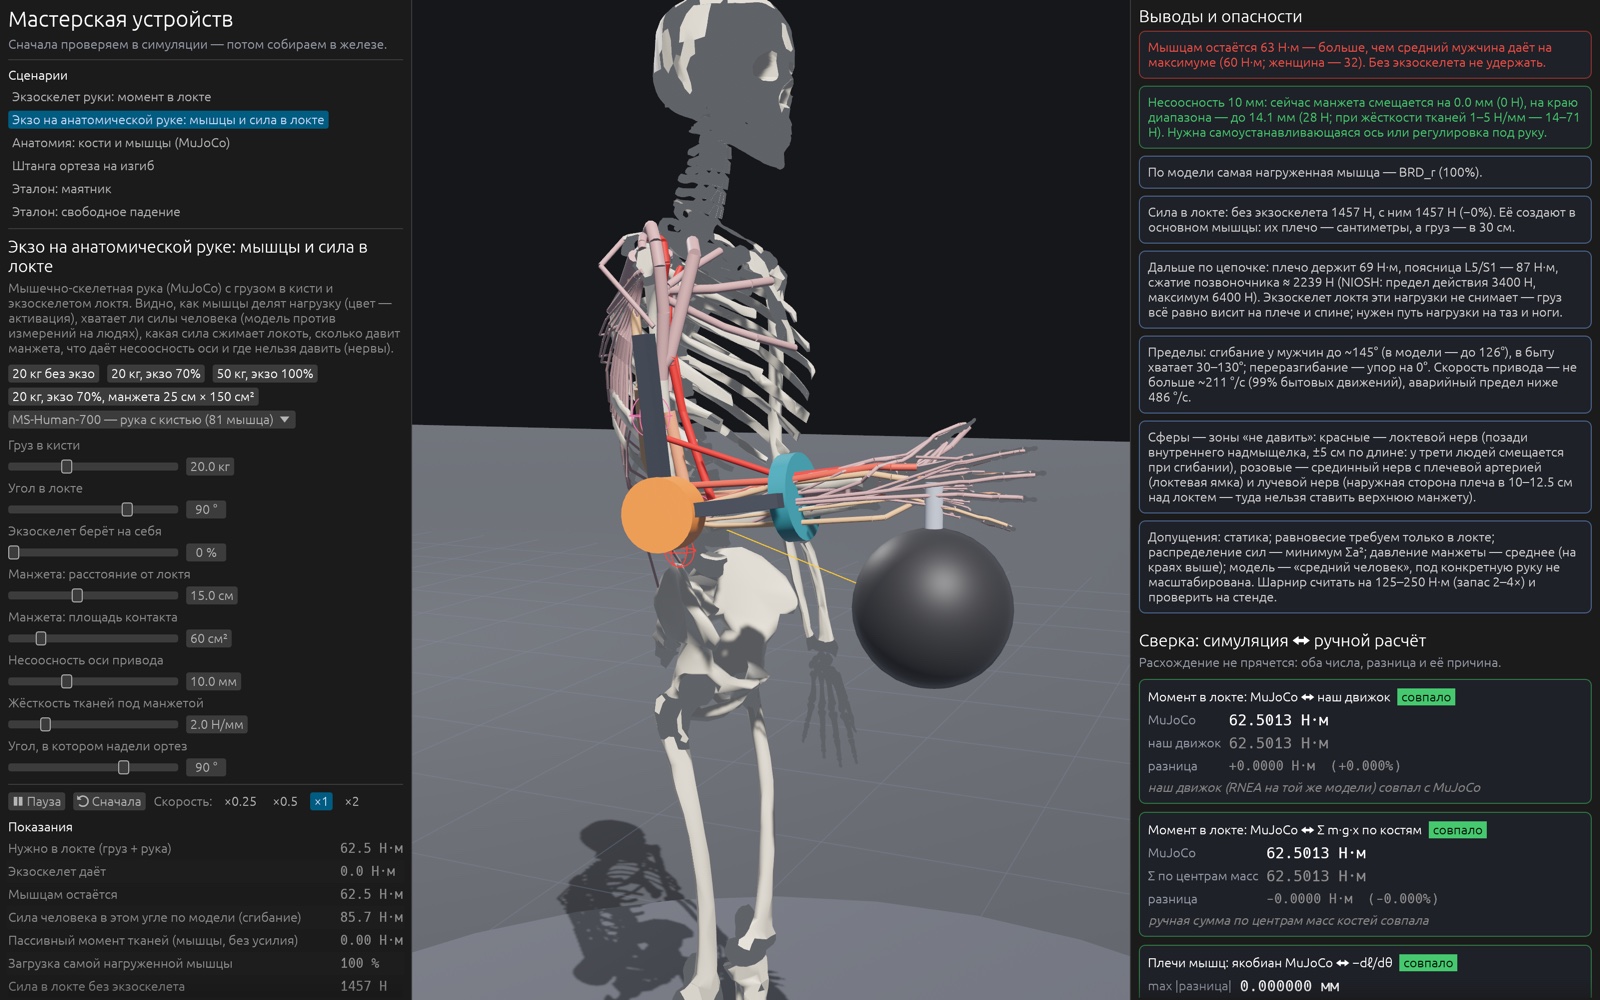 Мастерская устройств
Сначала проверяем в симуляции — потом собираем в железе.
Сценарии
Экзоскелет руки: момент в локте
Экзо на анатомической руке: мышцы и сила в локте
Анатомия: кости и мышцы (MuJoCo)
Штанга ортеза на изгиб
Эталон: маятник
Эталон: свободное падение
Экзо на анатомической руке: мышцы и сила в
локте
Мышечно-скелетная рука (MuJoCo) с грузом в кисти и
экзоскелетом локтя. Видно, как мышцы делят нагрузку (цвет —
активация), хватает ли силы человека (модель против
измерений на людях), какая сила сжимает локоть, сколько давит
манжета, что даёт несоосность оси и где нельзя давить (нервы).
20 кг без экзо 20 кг, экзо 70% 50 кг, экзо 100%
20 кг, экзо 70%, манжета 25 см × 150 см²
MS-Human-700 — рука с кистью (81 мышца)
Груз в кисти
20.0 кг
Угол в локте
90 °
Экзоскелет берёт на себя
0 %
Манжета: расстояние от локтя
15.0 см
Манжета: площадь контакта
60 см²
Несоосность оси привода
10.0 мм
Жёсткость тканей под манжетой
2.0 Н/мм
Угол, в котором надели ортез
90 °
Пауза Сначала Скорость: ×0.25 ×0.5 ×1 ×2
Показания
Нужно в локте (груз + рука) 62.5 Н·м
Экзоскелет даёт 0.0 Н·м
Мышцам остаётся 62.5 Н·м
Сила человека в этом угле по модели (сгибание) 85.7 Н·м
Пассивный момент тканей (мышцы, без усилия) 0.00 Н·м
Загрузка самой нагруженной мышцы 100 %
Сила в локте без экзоскелета 1457 Н
Выводы и опасности
Мышцам остаётся 63 Н·м — больше, чем средний мужчина даёт на
максимуме (60 Н·м; женщина — 32). Без экзоскелета не удержать.
Несоосность 10 мм: сейчас манжета смещается на 0.0 мм (0 Н), на краю
диапазона — до 14.1 мм (28 Н; при жёсткости тканей 1–5 Н/мм — 14–71
Н). Нужна самоустанавливающаяся ось или регулировка под руку.
По модели самая нагруженная мышца — BRD_r (100%).
Сила в локте: без экзоскелета 1457 Н, с ним 1457 Н (−0%). Её создают в
основном мышцы: их плечо — сантиметры, а груз — в 30 см.
Дальше по цепочке: плечо держит 69 Н·м, поясница L5/S1 — 87 Н·м,
сжатие позвоночника ≈ 2239 Н (NIOSH: предел действия 3400 Н,
максимум 6400 Н). Экзоскелет локтя эти нагрузки не снимает — груз
всё равно висит на плече и спине; нужен путь нагрузки на таз и ноги.
Пределы: сгибание у мужчин до ~145° (в модели — до 126°), в быту
хватает 30–130°; переразгибание — упор на 0°. Скорость привода — не
больше ~211 °/с (99% бытовых движений), аварийный предел ниже
486 °/с.
Сферы — зоны «не давить»: красные — локтевой нерв (позади
внутреннего надмыщелка, ±5 см по длине: у трети людей смещается
при сгибании), розовые — срединный нерв с плечевой артерией
(локтевая ямка) и лучевой нерв (наружная сторона плеча в 10–12.5 см
над локтем — туда нельзя ставить верхнюю манжету).
Допущения: статика; равновесие требуем только в локте;
распределение сил — минимум Σa²; давление манжеты — среднее (на
краях выше); модель — «средний человек», под конкретную руку не
масштабирована. Шарнир считать на 125–250 Н·м (запас 2–4×) и
проверить на стенде.
Сверка: симуляция ⬌ ручной расчёт
Расхождение не прячется: оба числа, разница и её причина.
Момент в локте: MuJoCo ⬌ наш движок совпало
MuJoCo 62.5013 Н·м
наш движок 62.5013 Н·м
разница +0.0000 Н·м (+0.000%)
наш движок (RNEA на той же модели) совпал с MuJoCo
Момент в локте: MuJoCo ⬌ Σ m·g·x по костям совпало
MuJoCo 62.5013 Н·м
Σ по центрам масс 62.5013 Н·м
разница −0.0000 Н·м (−0.000%)
ручная сумма по центрам масс костей совпала
Плечи мышц: якобиан MuJoCo ⬌ −dℓ/dθ совпало
max |разница| 0.000000 мм